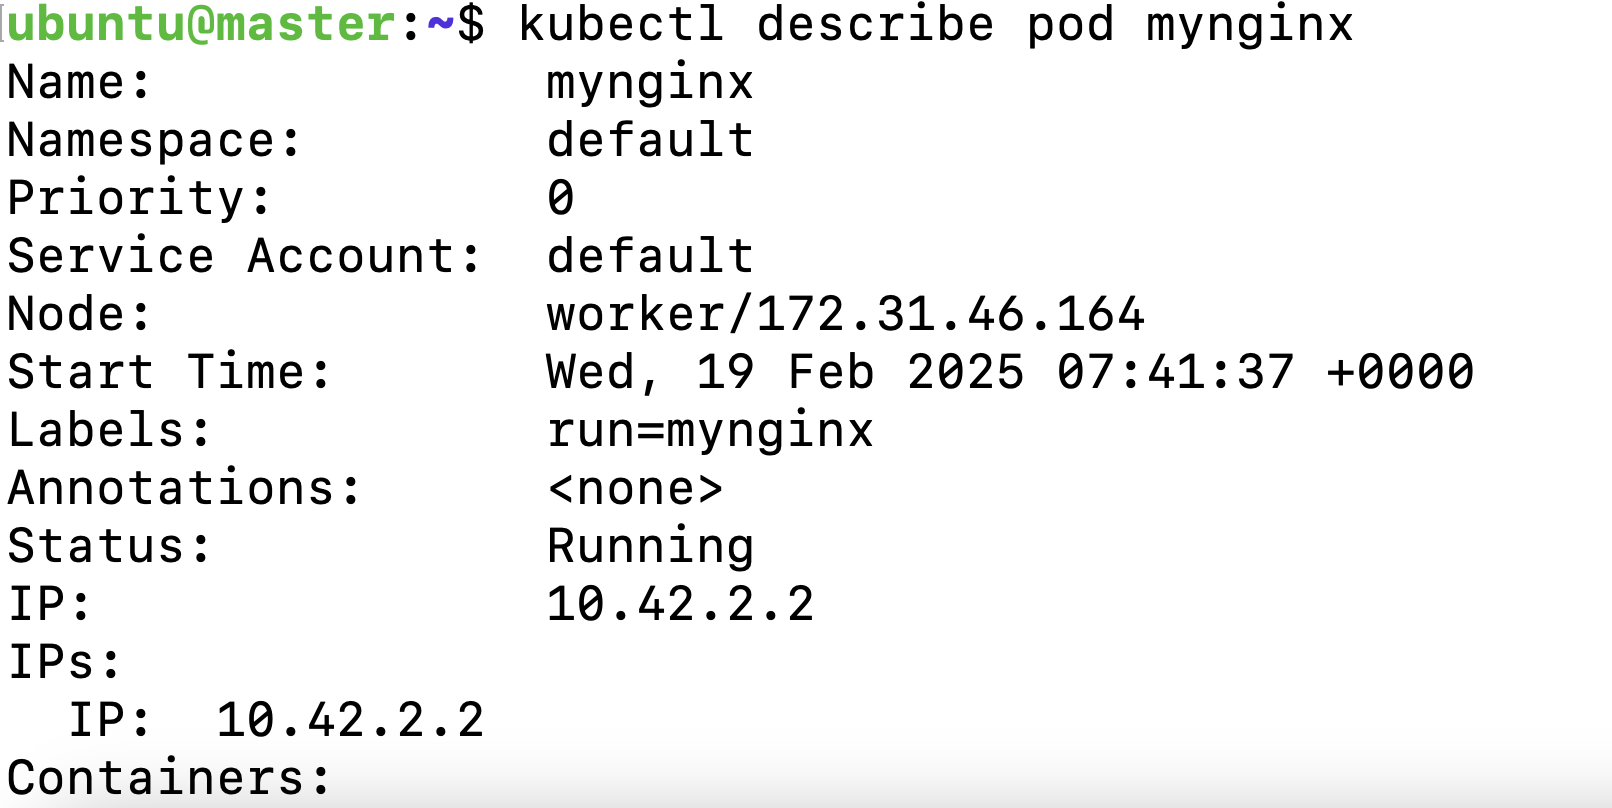 ubuntu@master:~$ kubectl describe pod mynginx
Name:             mynginx
Namespace:        default
Priority:         0
Service Account:  default
Node:             worker/172.31.46.164
Start Time:       Wed, 19 Feb 2025 07:41:37 +0000
Labels:           run=mynginx
Annotations:      <none>
Status:           Running
IP:               10.42.2.2
IPs:
  IP:  10.42.2.2
Containers: